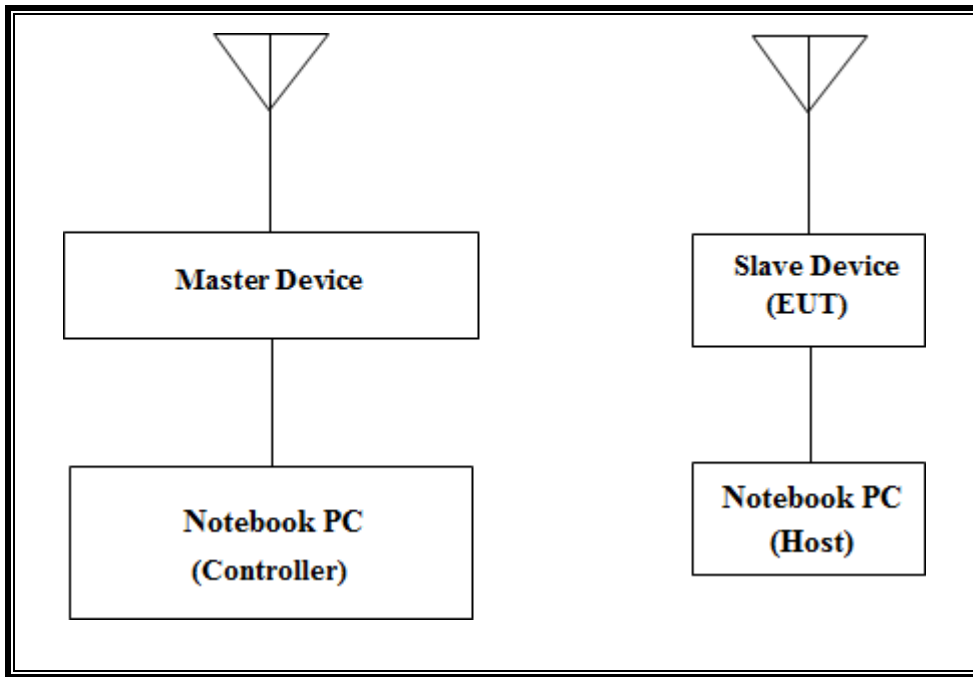 Master Device
Slave Device
(EUT)
Notebook PC
(Controller)
Notebook PC
(Host)